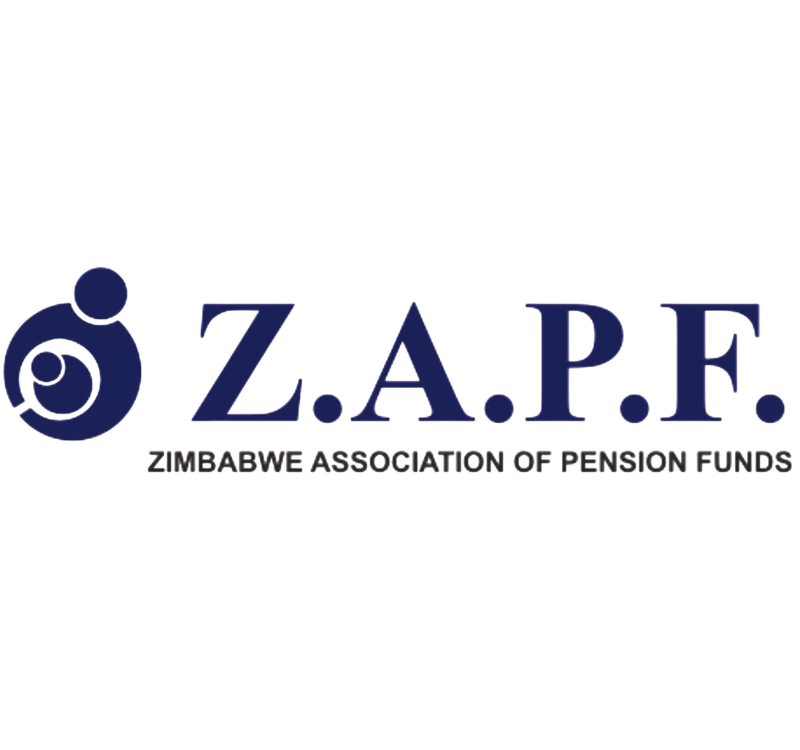 Z.A.P.F.
ZIMBABWE ASSOCIATION OF PENSION FUNDS